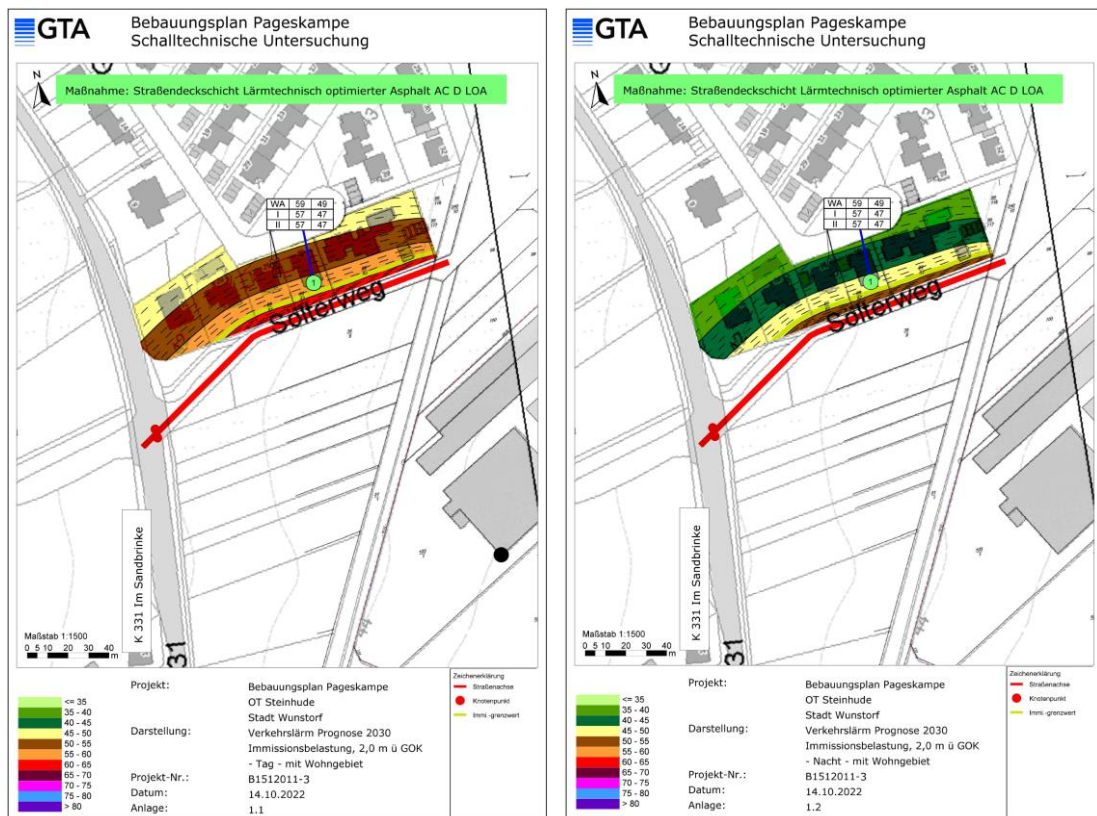 GTA
Bebauungsplan Pageskampe
Schalltechnische Untersuchung
N
Maßnahme: Straßendeckschicht Lärmtechnisch optimierter Asphalt AC D LOA
WA 59 49
I 57 47
II 57 47
1
Sölterweg
K 331 Im Sandbrinke
31
44
Maßstab 1:1500
0 5 10 20 30 40
m
Projekt: Bebauungsplan Pageskampe
OT Steinhude
Stadt Wunstorf
Darstellung: Verkehrslärm Prognose 2030
Immissionsbelastung, 2,0 m ü GOK
- Tag - mit Wohngebiet
Projekt-Nr.: B1512011-3
Datum: 14.10.2022
Anlage: 1.1
<= 35
35 - 40
40 - 45
45 - 50
50 - 55
55 - 60
60 - 65
65 - 70
70 - 75
75 - 80
> 80
Zeichenerklärung
Straßenachse
Knotenpunkt
Immi.-grenzwert
GTA
Bebauungsplan Pageskampe
Schalltechnische Untersuchung
N
Maßnahme: Straßendeckschicht Lärmtechnisch optimierter Asphalt AC D LOA
WA 59 49
I 57 47
II 57 47
1
Sölterweg
K 331 Im Sandbrinke
31
44
Maßstab 1:1500
0 5 10 20 30 40
m
Projekt: Bebauungsplan Pageskampe
OT Steinhude
Stadt Wunstorf
Darstellung: Verkehrslärm Prognose 2030
Immissionsbelastung, 2,0 m ü GOK
- Nacht - mit Wohngebiet
Projekt-Nr.: B1512011-3
Datum: 14.10.2022
Anlage: 1.2
<= 35
35 - 40
40 - 45
45 - 50
50 - 55
55 - 60
60 - 65
65 - 70
70 - 75
75 - 80
> 80
Zeichenerklärung
Straßenachse
Knotenpunkt
Immi.-grenzwert